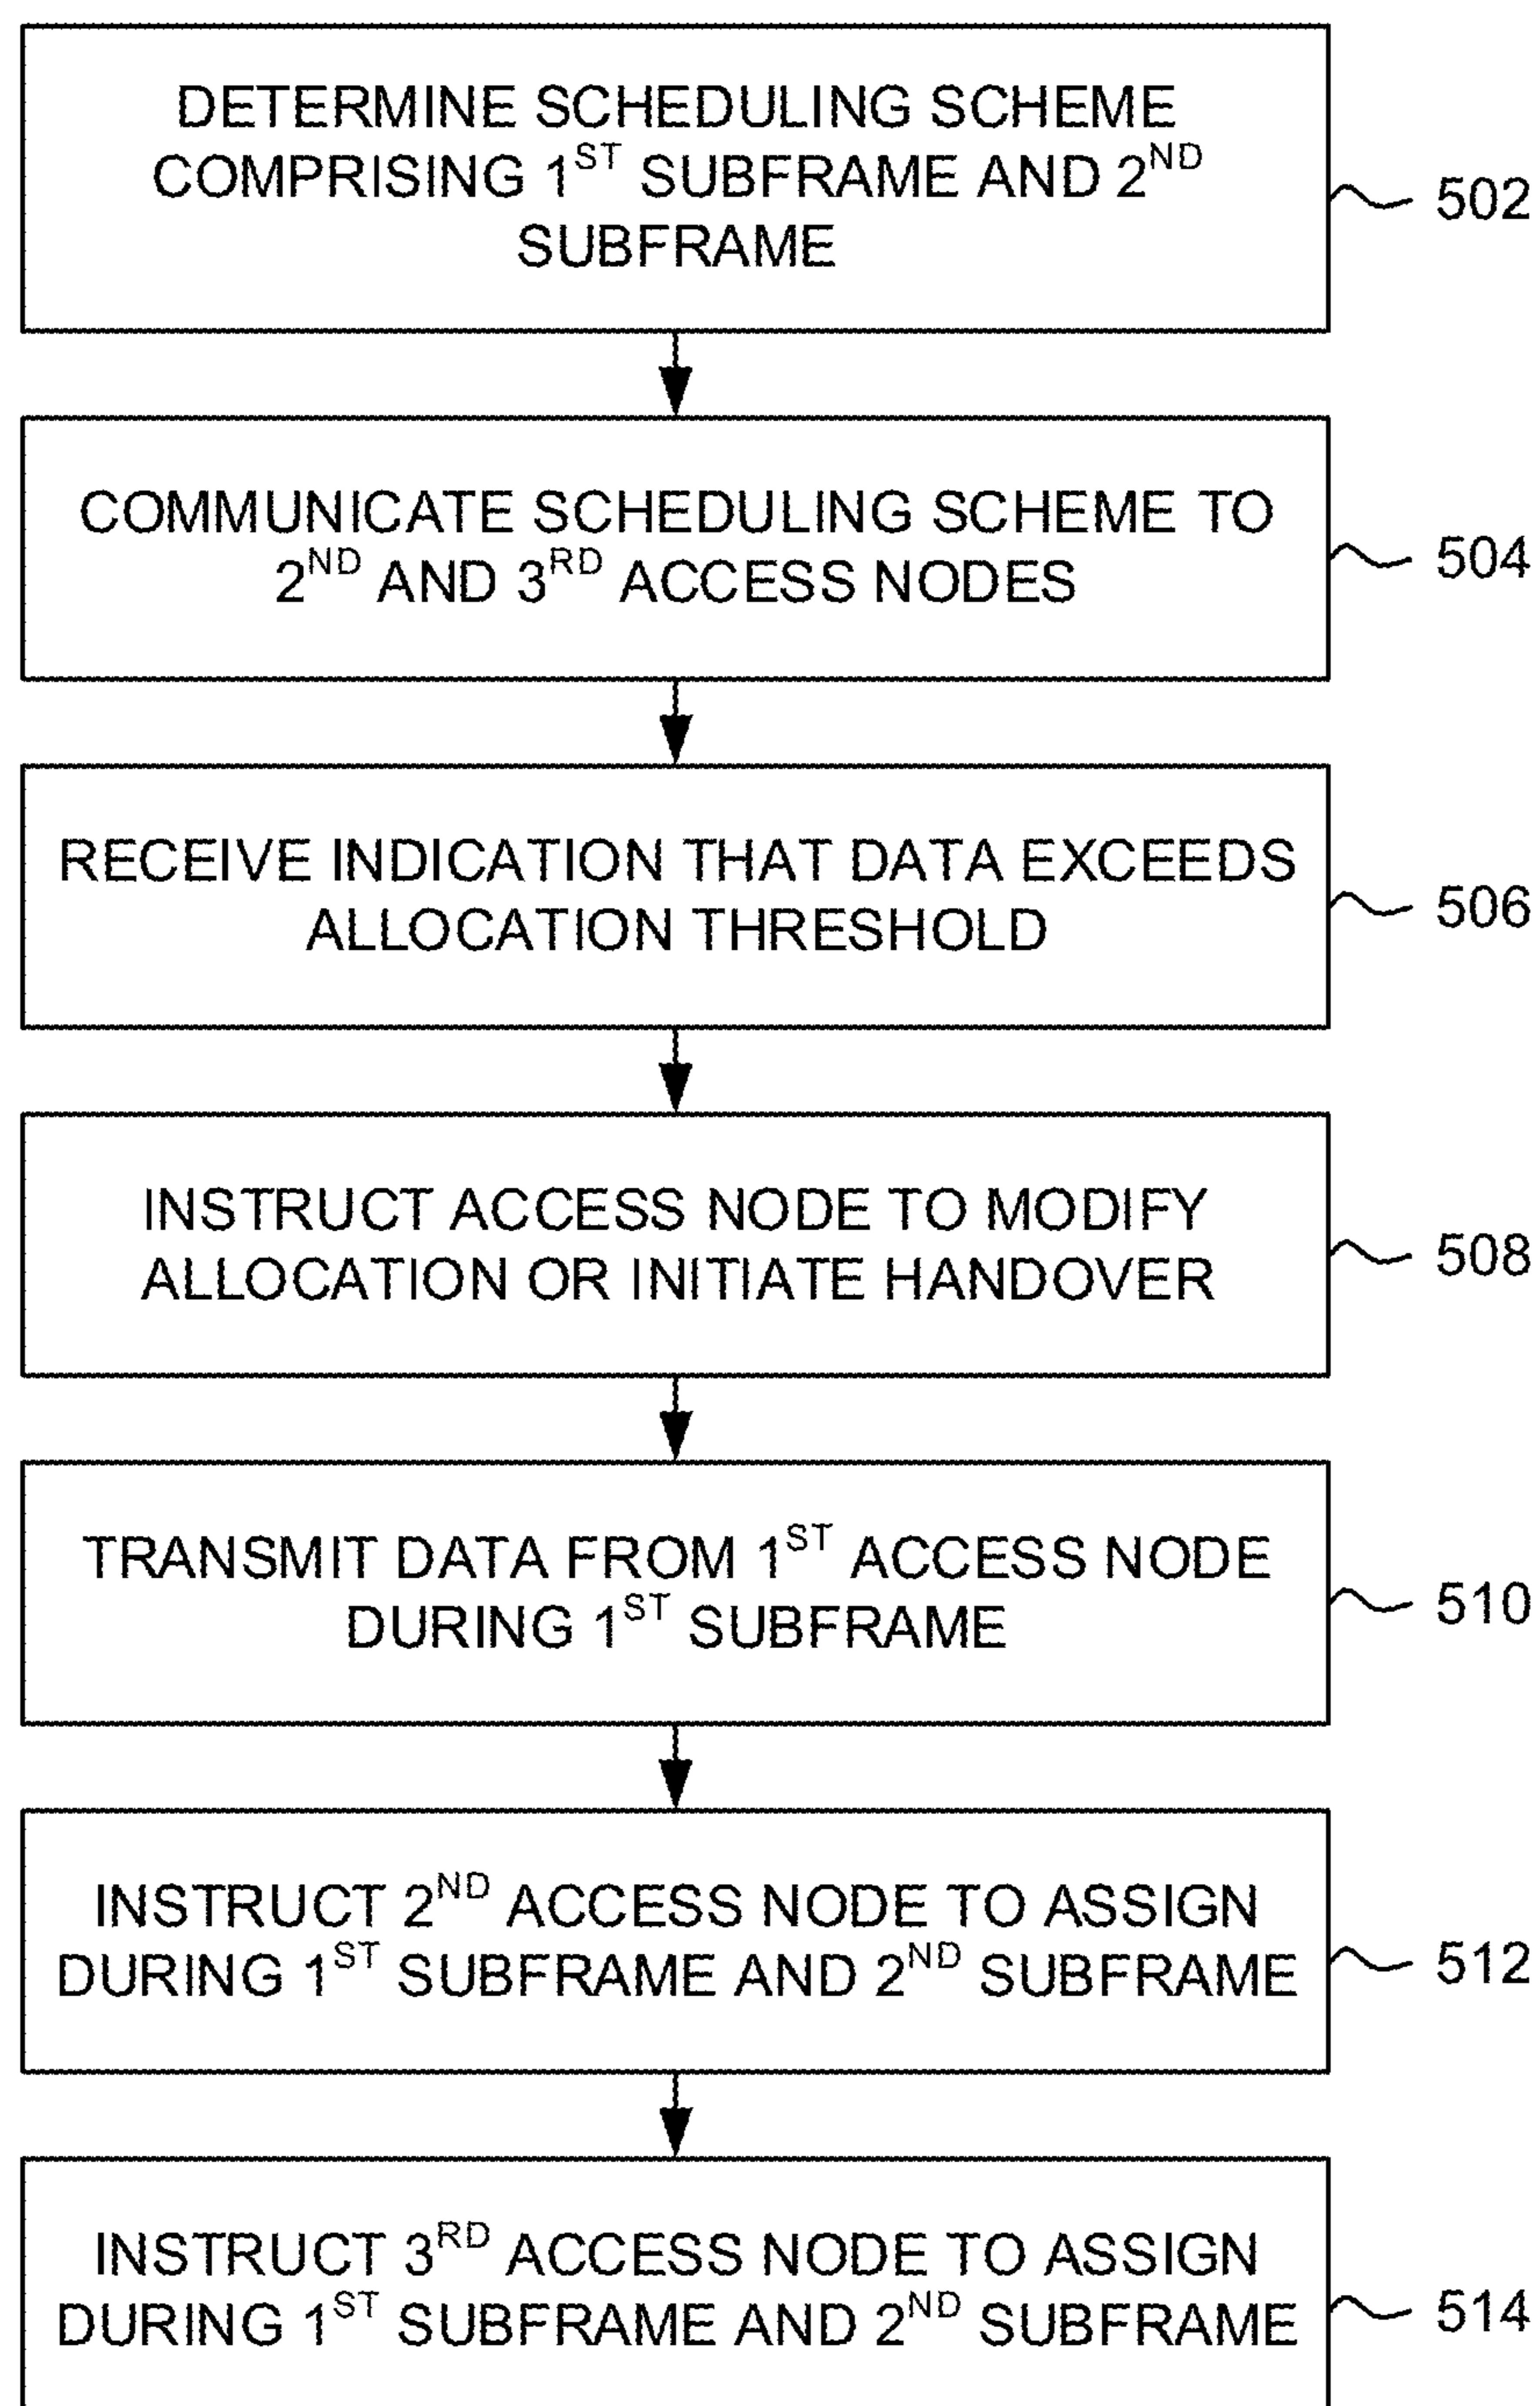 DETERMINE SCHEDULING SCHEME
COMPRISING 1ST SUBFRAME AND 2ND
SUBFRAME
502
COMMUNICATE SCHEDULING SCHEME TO
2ND AND 3RD ACCESS NODES
504
RECEIVE INDICATION THAT DATA EXCEEDS
ALLOCATION THRESHOLD
506
INSTRUCT ACCESS NODE TO MODIFY
ALLOCATION OR INITIATE HANDOVER
508
TRANSMIT DATA FROM 1ST ACCESS NODE
DURING 1ST SUBFRAME
510
INSTRUCT 2ND ACCESS NODE TO ASSIGN
DURING 1ST SUBFRAME AND 2ND SUBFRAME
512
INSTRUCT 3RD ACCESS NODE TO ASSIGN
DURING 1ST SUBFRAME AND 2ND SUBFRAME
514